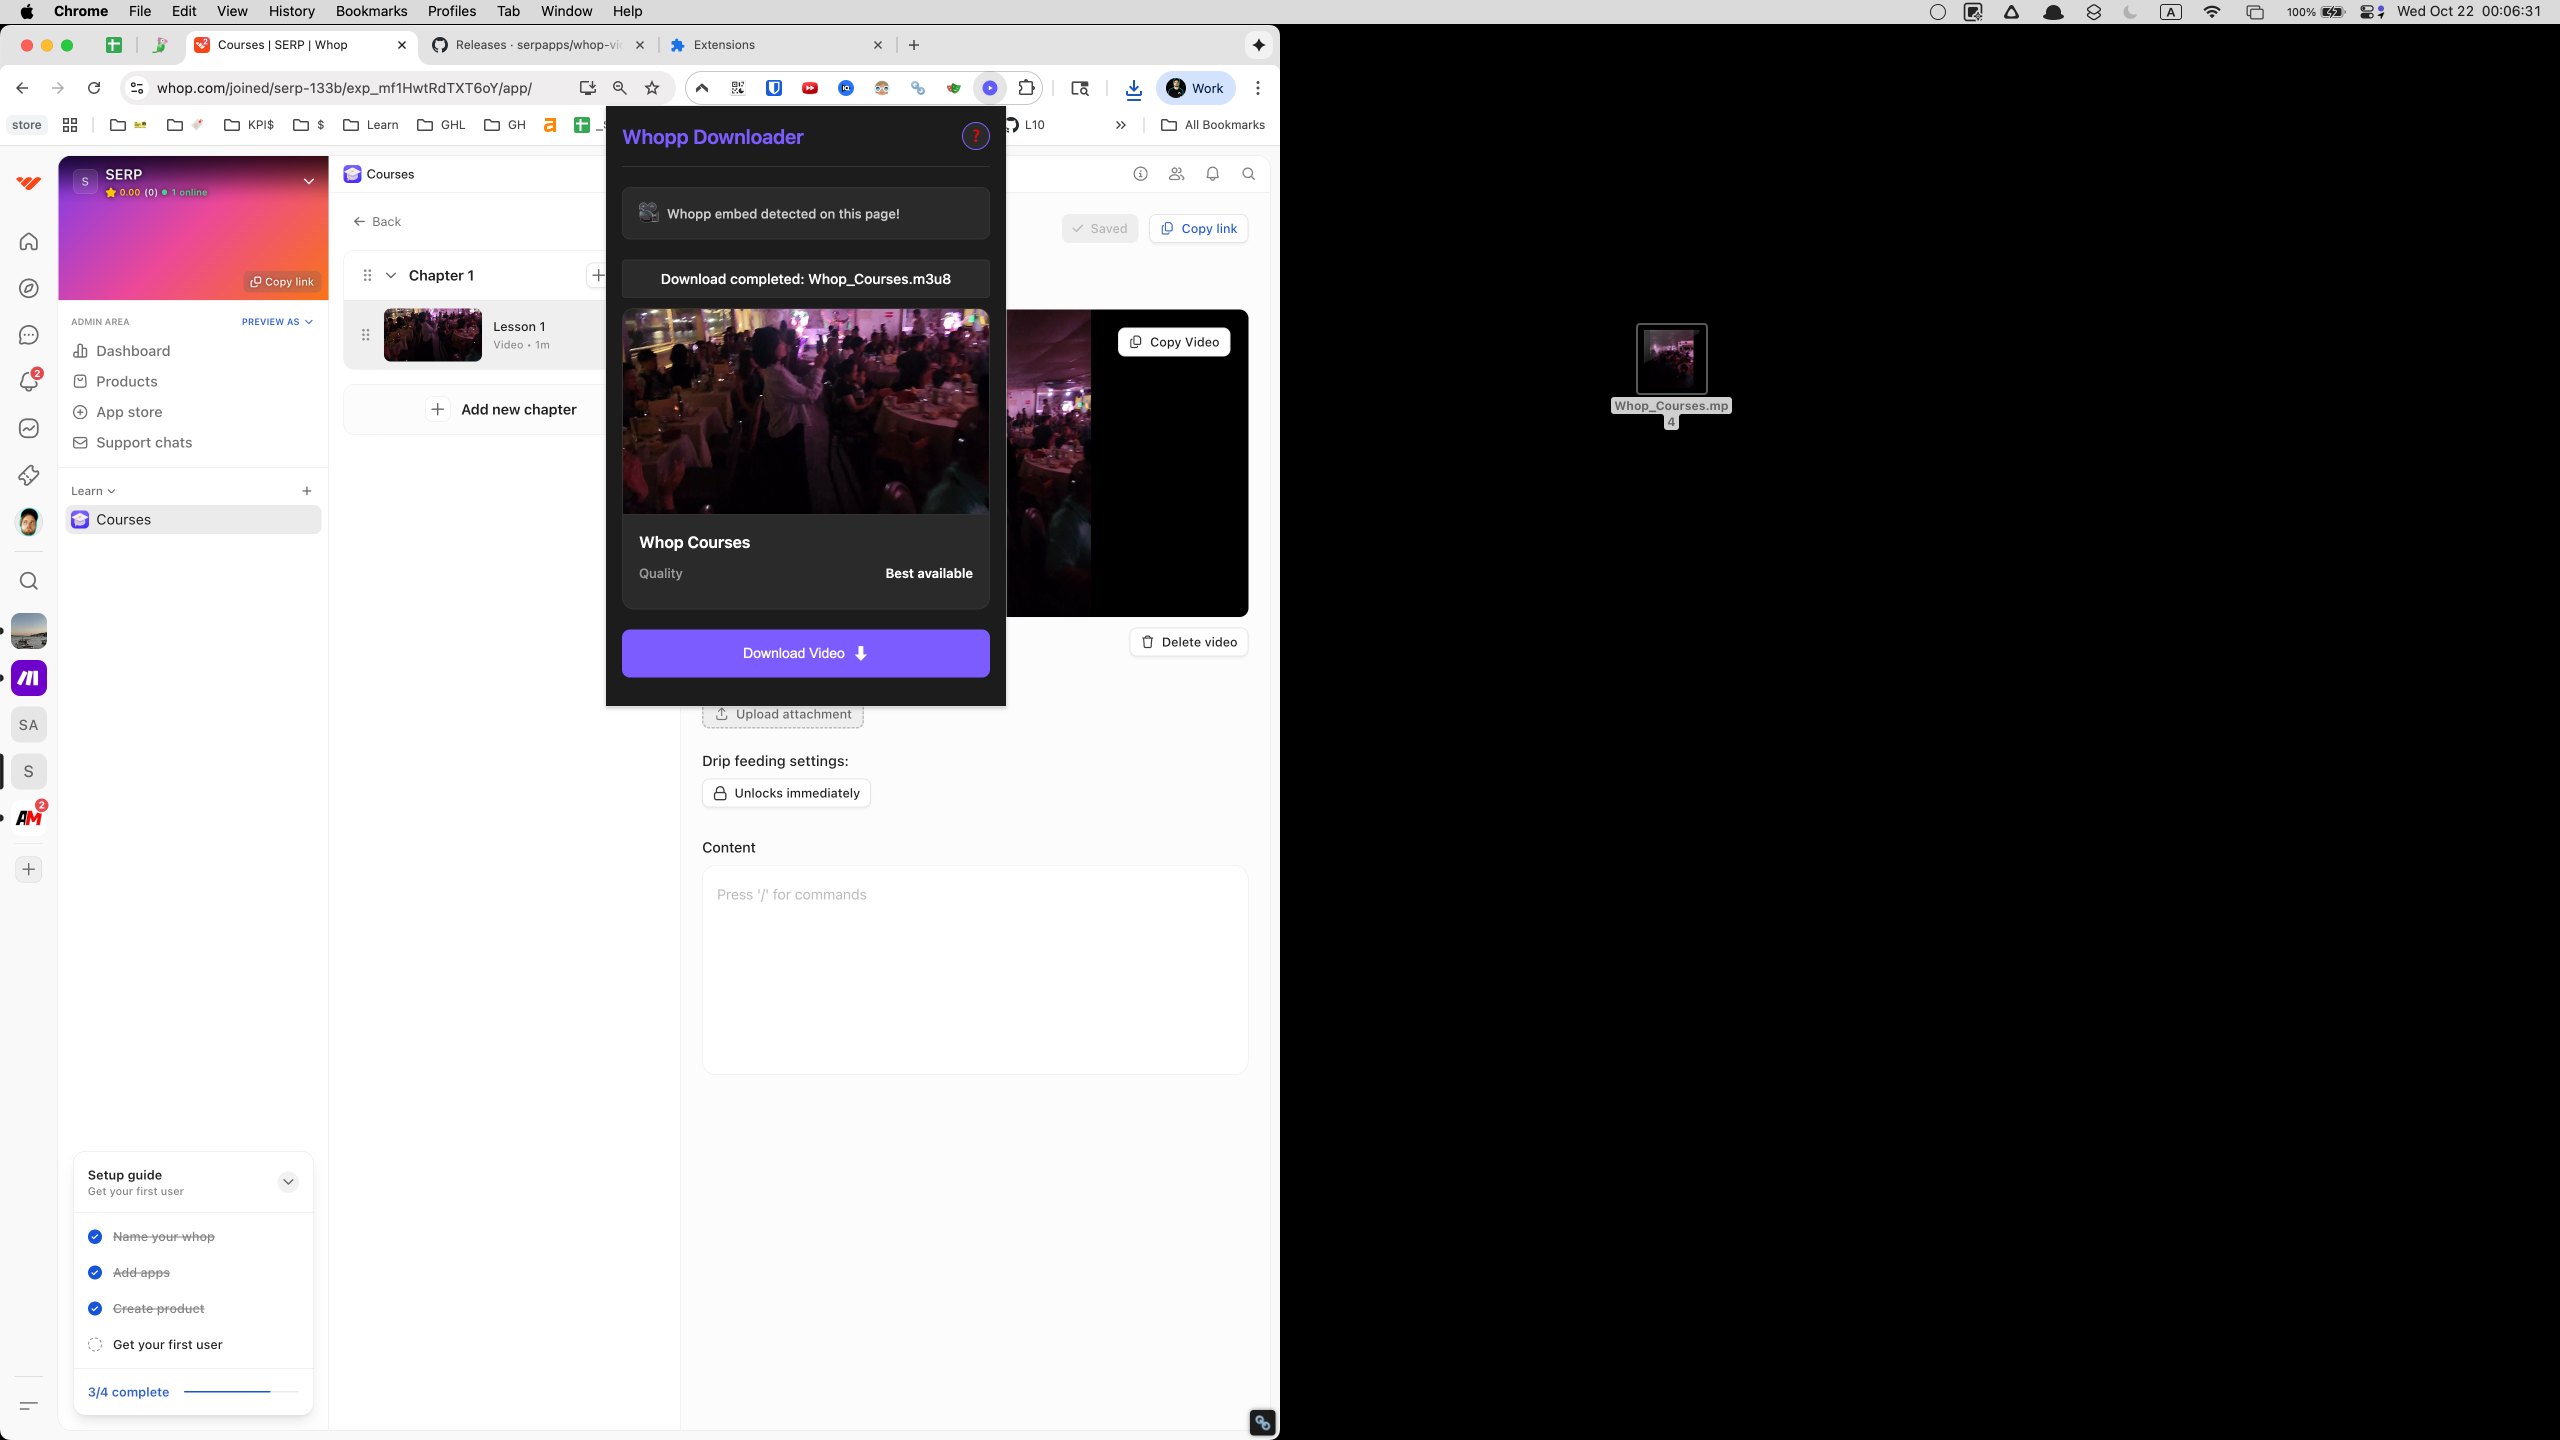 Chrome File Edit View History Bookmarks Profiles Tab Window Help
A 100% Wed Oct 22 00:06:31
Courses | SERP | Whop
Releases · serpapps/whop-vi
Extensions
whop.com/joined/serp-133b/exp_mf1HwtRdTXT6oY/app/
Work
store
KPI$
$
Learn
GHL
GH
L10
All Bookmarks
S
SERP
0.00 (0) 1 online
Copy link
ADMIN AREA
PREVIEW AS
Dashboard
Products
App store
Support chats
Learn
Courses
2
SA
S
AM
2
Setup guide
Get your first user
Name your whop
Add apps
Create product
Get your first user
3/4 complete
Courses
Back
Chapter 1
Lesson 1
Video • 1m
Add new chapter
Whopp Downloader
?
Whopp embed detected on this page!
Download completed: Whop_Courses.m3u8
Whop Courses
Quality
Best available
Download Video
Saved
Copy link
Copy Video
Delete video
Upload attachment
Drip feeding settings:
Unlocks immediately
Content
Press '/' for commands
Whop_Courses.mp
4